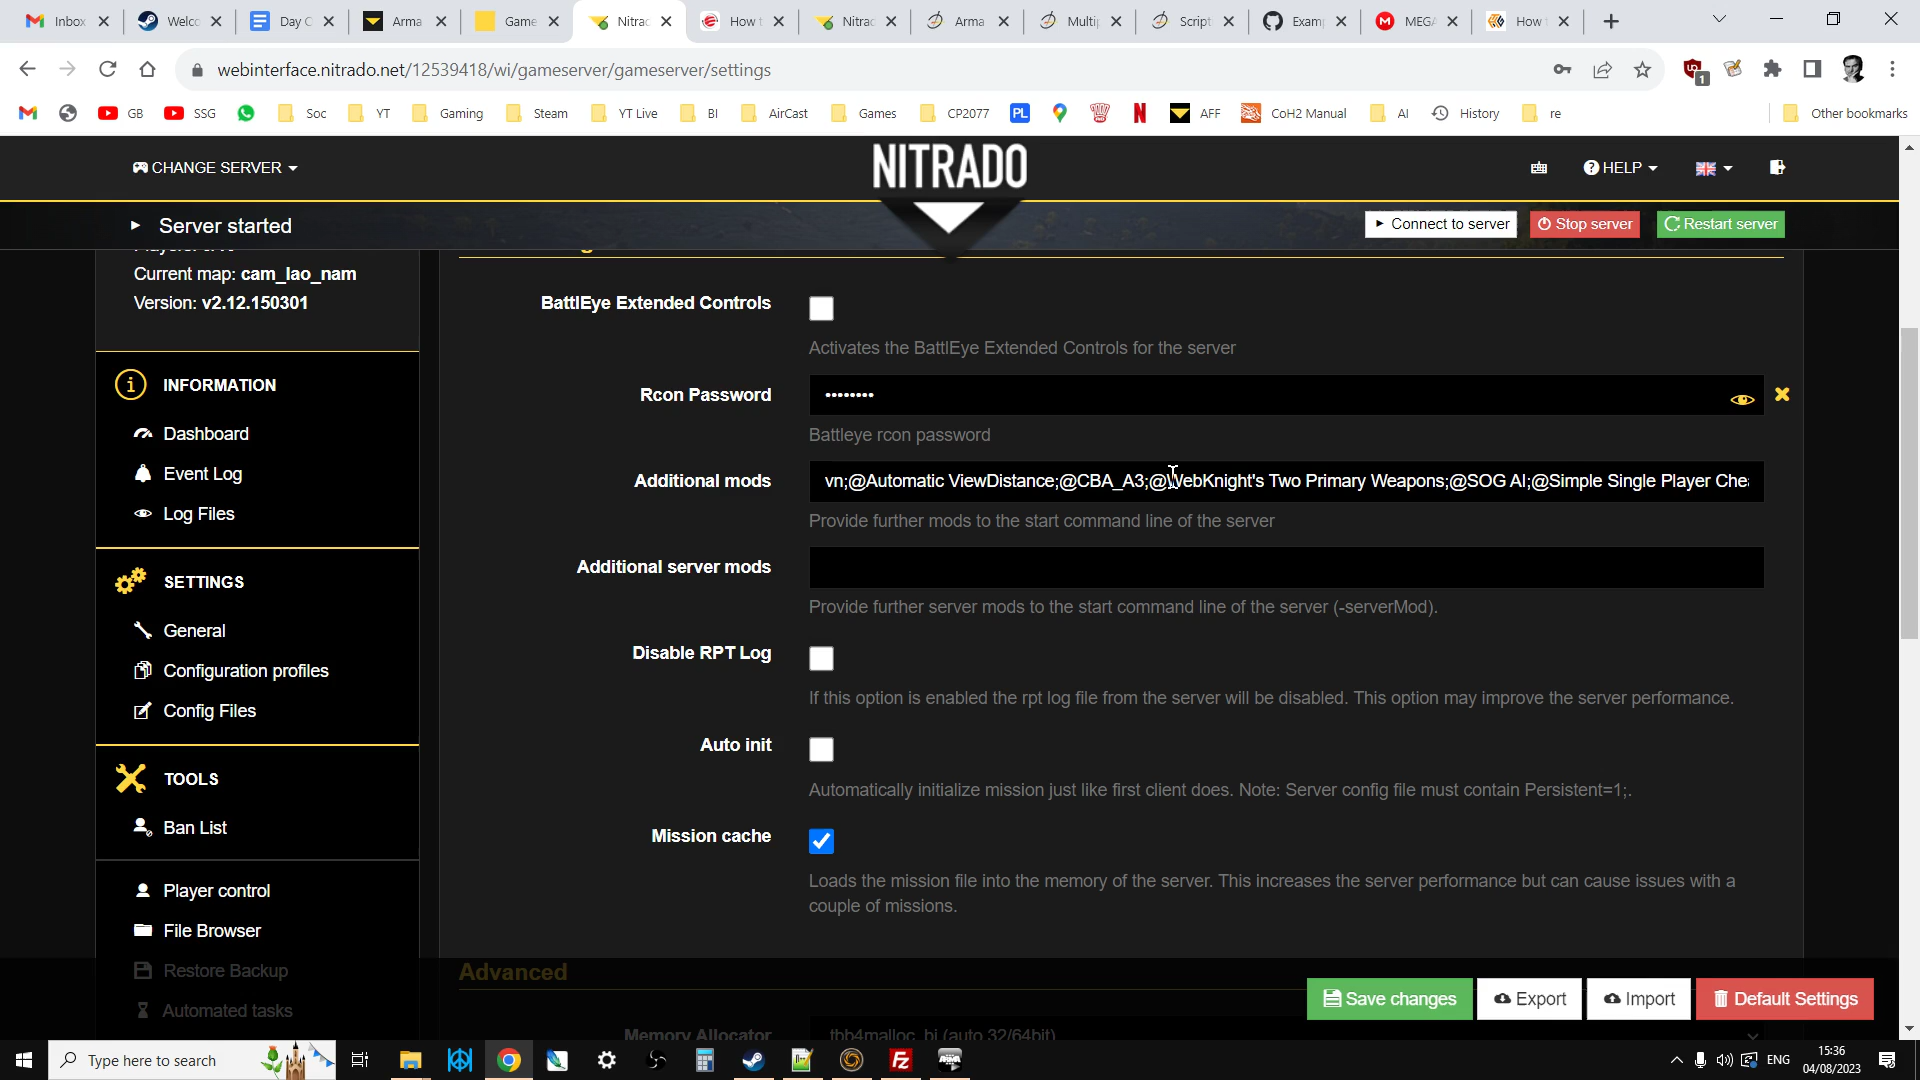 Inbox
Welco
Day O
Arma
Game
Nitrac
How t
Nitrac
Arma
Multip
Script
Exam
MEGA
How t
webinterface.nitrado.net/12539418/wi/gameserver/gameserver/settings
1
GB
SSG
Soc
YT
Gaming
Steam
YT Live
BI
AirCast
Games
CP2077
PL
AFF
CoH2 Manual
AI
History
re
Other bookmarks
CHANGE SERVER
NITRADO
HELP
Server started
Connect to server
Stop server
Restart server
Current map: cam_lao_nam
Version: v2.12.150301
INFORMATION
Dashboard
Event Log
Log Files
SETTINGS
General
Configuration profiles
Config Files
TOOLS
Ban List
Player control
File Browser
Restore Backup
Automated tasks
BattlEye Extended Controls
Activates the BattlEye Extended Controls for the server
Rcon Password
••••••••
Battleye rcon password
Additional mods
vn;@Automatic ViewDistance;@CBA_A3;@WebKnight's Two Primary Weapons;@SOG AI;@Simple Single Player Chea
Provide further mods to the start command line of the server
Additional server mods
Provide further server mods to the start command line of the server (-serverMod).
Disable RPT Log
If this option is enabled the rpt log file from the server will be disabled. This option may improve the server performance.
Auto init
Automatically initialize mission just like first client does. Note: Server config file must contain Persistent=1;.
Mission cache
Loads the mission file into the memory of the server. This increases the server performance but can cause issues with a
couple of missions.
Advanced
Memory Allocator
tbb4malloc_bi (auto 32/64bit)
Save changes
Export
Import
Default Settings
Type here to search
ENG
15:36
04/08/2023